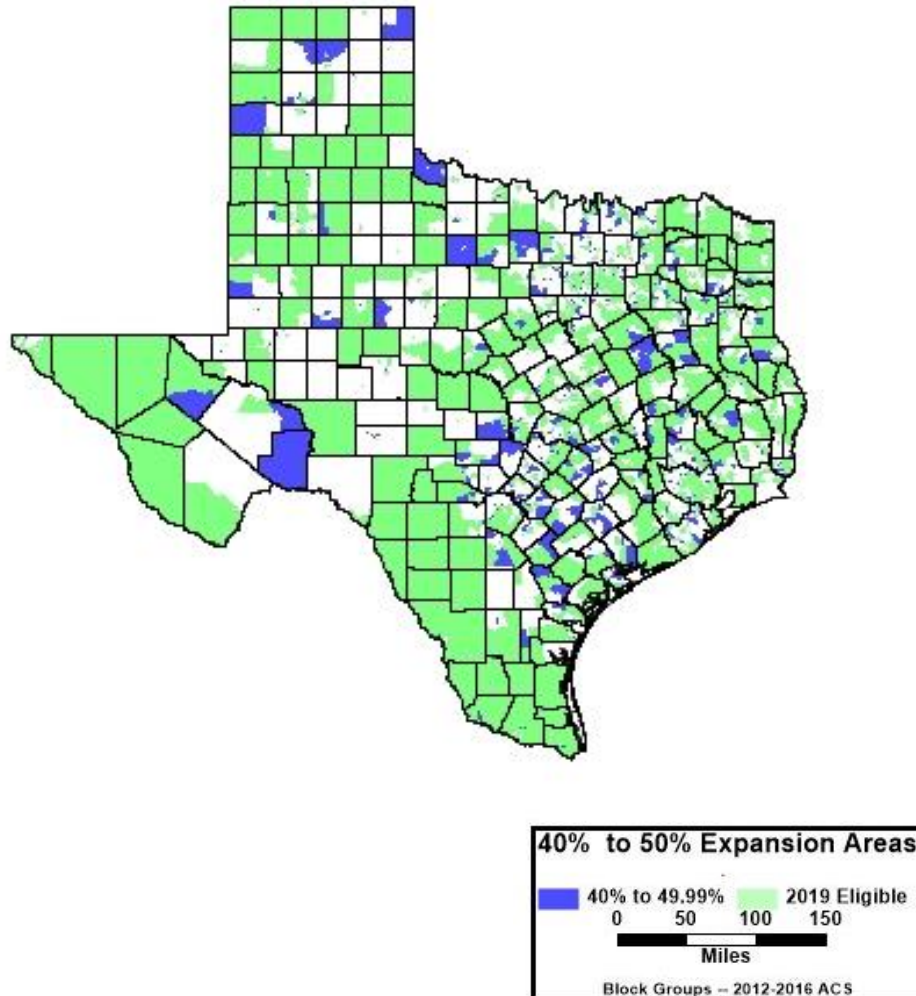 40% to 50% Expansion Areas
40% to 49.99% 2019 Eligible
0 50 100 150
Miles
Block Groups -- 2012-2016 ACS